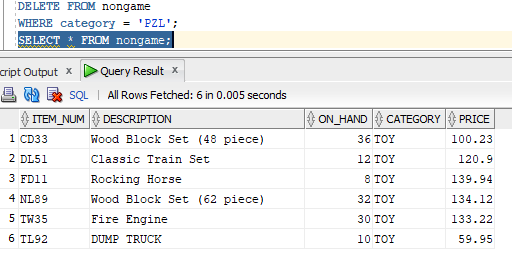 DELETE FROM nongame
WHERE category = 'PZL';
SELECT * FROM nongame;
cript Output x Query Result x
SQL | All Rows Fetched: 6 in 0.005 seconds
ITEM_NUM DESCRIPTION ON_HAND CATEGORY PRICE
1 CD33 Wood Block Set (48 piece) 36 TOY 100.23
2 DL51 Classic Train Set 12 TOY 120.9
3 FD11 Rocking Horse 8 TOY 139.94
4 NL89 Wood Block Set (62 piece) 32 TOY 134.12
5 TW35 Fire Engine 30 TOY 133.22
6 TL92 DUMP TRUCK 10 TOY 59.95